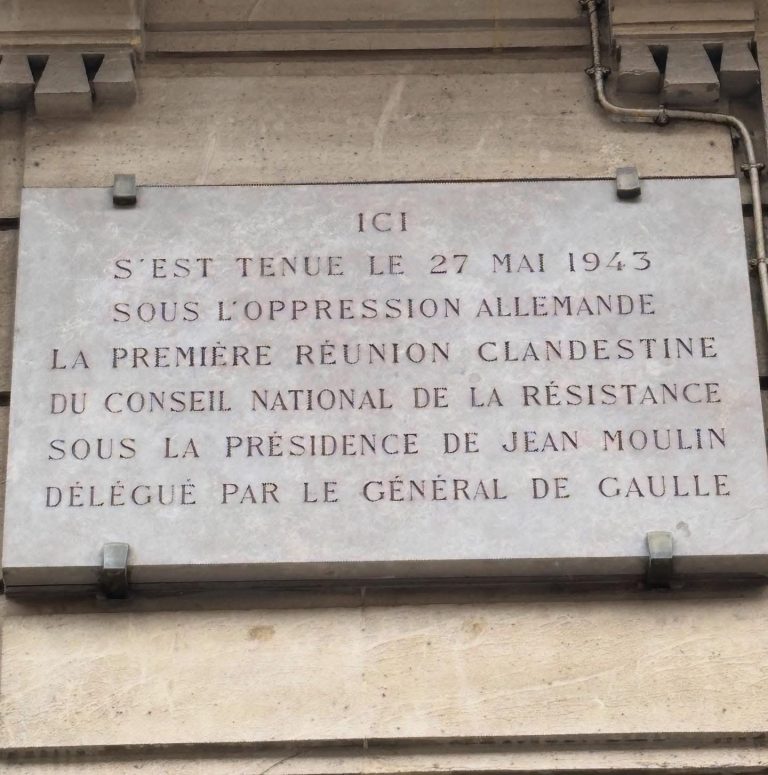 ICI
S'EST TENUE LE 27 MAI 1943
SOUS L'OPPRESSION ALLEMANDE
LA PREMIÈRE RÉUNION CLANDESTINE
DU CONSEIL NATIONAL DE LA RÉSISTANCE
SOUS LA PRÉSIDENCE DE JEAN MOULIN
DÉLÉGUÉ PAR LE GÉNÉRAL DE GAULLE